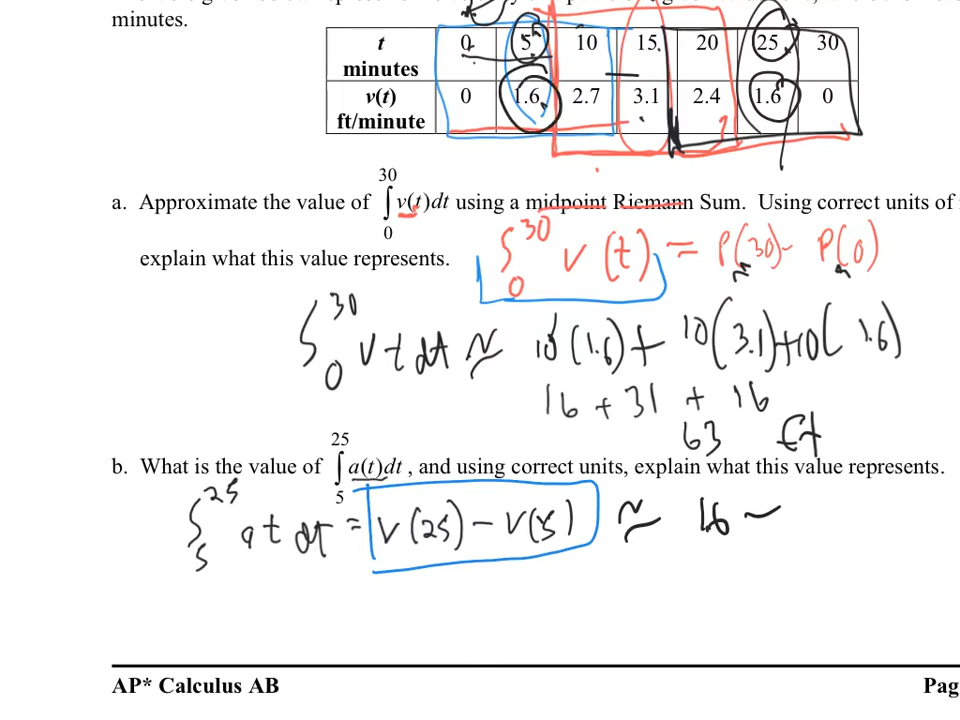 minutes.
t 0 5 10 15 20 25 30
minutes
v(t) 0 1.6 2.7 3.1 2.4 1.6 0
ft/minute
a. Approximate the value of ∫₀³⁰ v(t)dt using a midpoint Riemann Sum. Using correct units of
explain what this value represents.
∫₀³⁰ v(t) = P(30) - P(0)
∫₀³⁰ v t dt ≈ 10(1.6) + 10(3.1) + 10(1.6)
16 + 31 + 16
63 ft
b. What is the value of ∫₅²⁵ a(t)dt , and using correct units, explain what this value represents.
∫₅²⁵ a t dt = v(25) - v(5) ≈ 1.6 -
AP* Calculus AB Pag